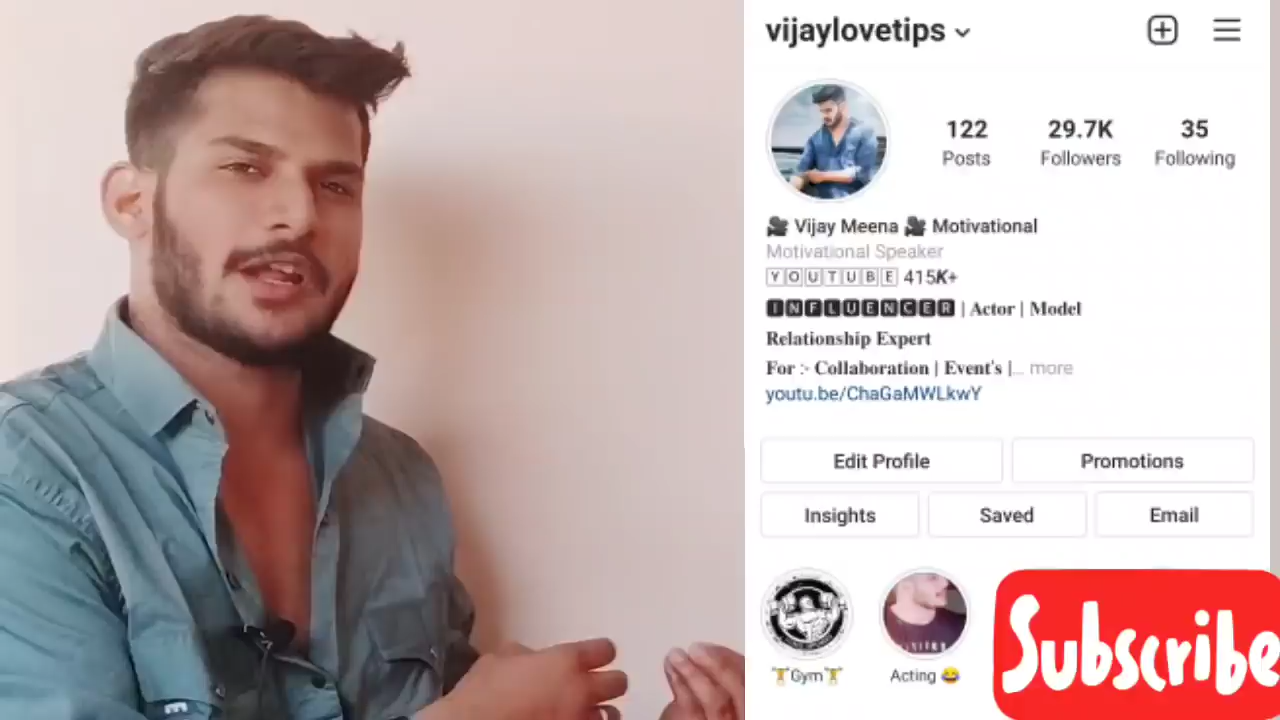 vijaylovetips
122 29.7K 35
Posts Followers Following
🎥 Vijay Meena 🎥 Motivational
Motivational Speaker
🅈🄾🅄🅃🅄🄱🄴 415𝙆+
🅸🅽🅵🅻🆄🅴🅽🅲🅴🆁 | 𝐀𝐜𝐭𝐨𝐫 | 𝐌𝐨𝐝𝐞𝐥
𝐑𝐞𝐥𝐚𝐭𝐢𝐨𝐧𝐬𝐡𝐢𝐩 𝐄𝐱𝐩𝐞𝐫𝐭
𝐅𝐨𝐫 :- 𝐂𝐨𝐥𝐥𝐚𝐛𝐨𝐫𝐚𝐭𝐢𝐨𝐧 | 𝐄𝐯𝐞𝐧𝐭'𝐬 |... more
youtu.be/ChaGaMWLkwY
Edit Profile Promotions
Insights Saved Email
🏋Gym🏋 Acting 😂
Subscribe